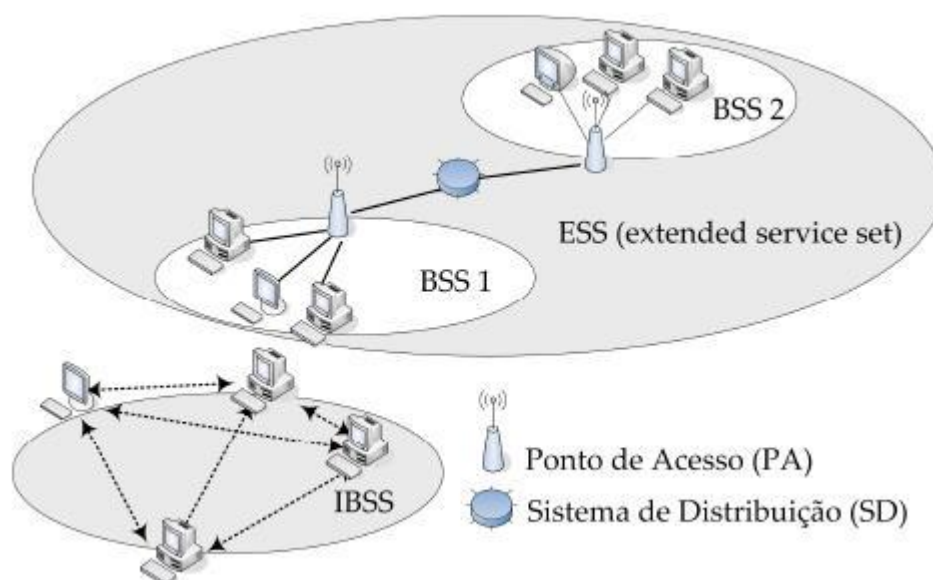 BSS 2
ESS (extended service set)
BSS 1
IBSS
Ponto de Acesso (PA)
Sistema de Distribuição (SD)